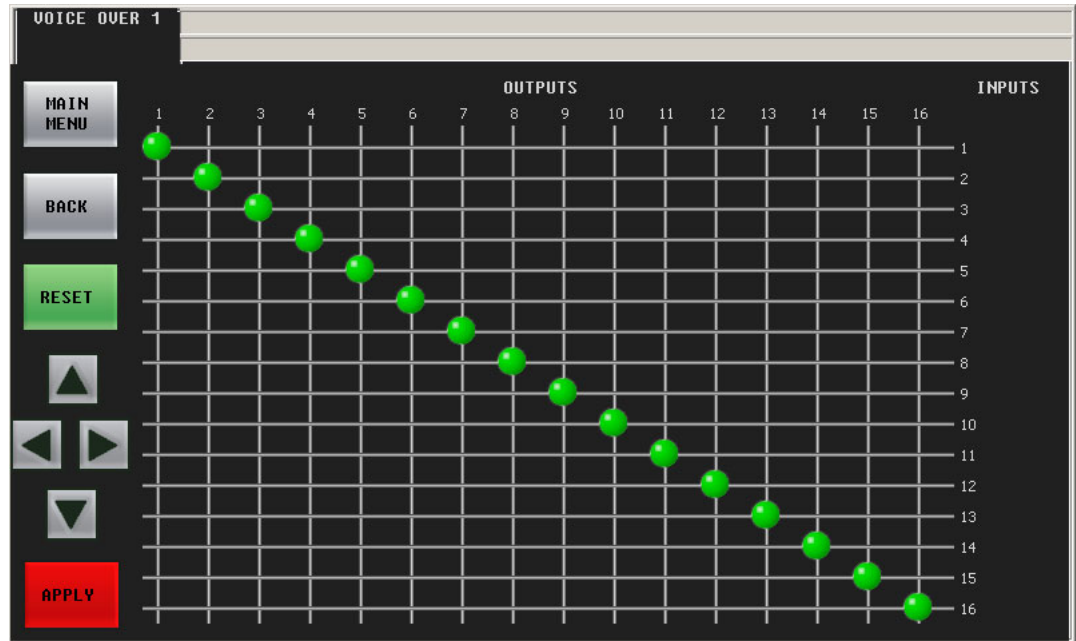 VOICE OVER 1
OUTPUTS INPUTS
MAIN
MENU
1 2 3 4 5 6 7 8 9 10 11 12 13 14 15 16
1
2
BACK
3
4
5
RESET
6
7
8
9
10
11
12
13
14
15
APPLY
16